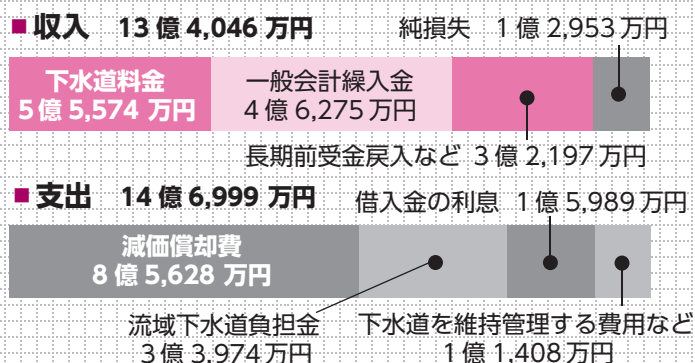 ■収入 13億4,046万円
純損失 1億2,953万円
下水道料金
5億5,574万円
一般会計繰入金
4億6,275万円
長期前受金戻入など 3億2,197万円
■支出 14億6,999万円
借入金の利息 1億5,989万円
減価償却費
8億5,628万円
流域下水道負担金
3億3,974万円
下水道を維持管理する費用など
1億1,408万円